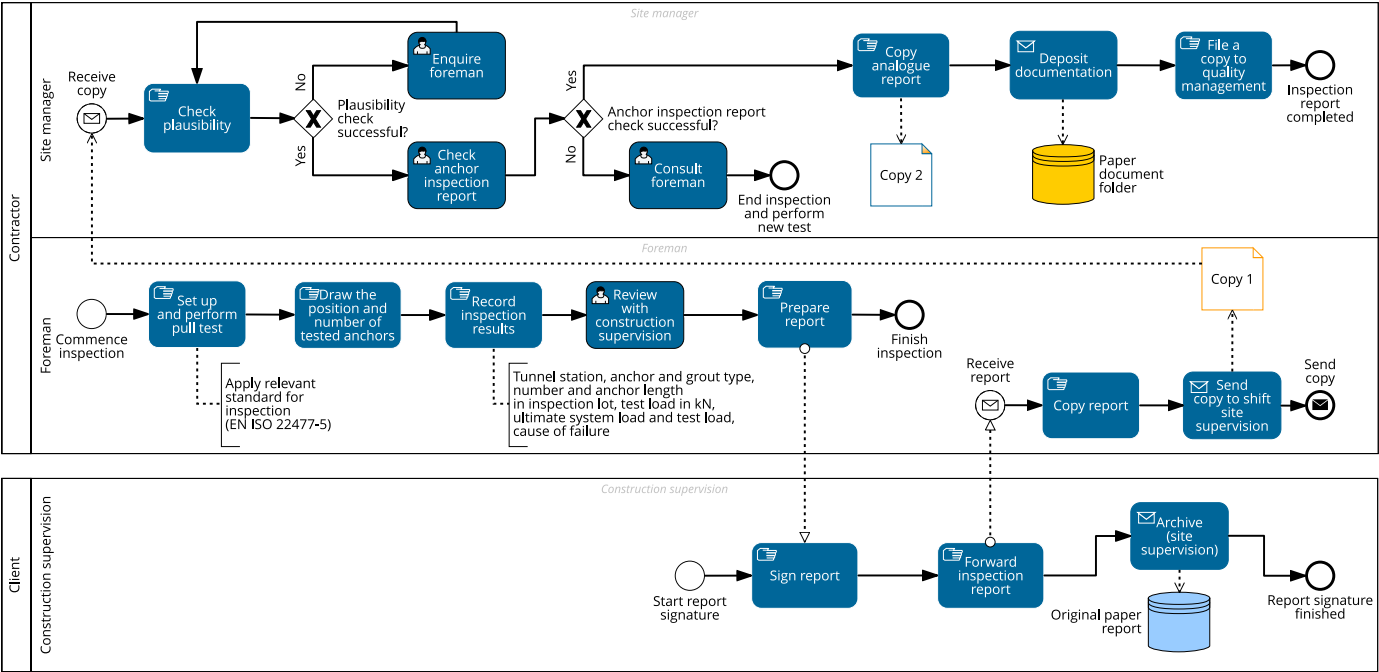 Contractor
Site manager
Site manager
Receive
copy
Check
plausibility
No
Yes
Plausibility
check
successful?
Enquire
foreman
Check
anchor
inspection
report
Yes
No
Anchor inspection report
check successful?
Consult
foreman
End inspection
and perform
new test
Copy
analogue
report
Copy 2
Deposit
documentation
Paper
document
folder
File a
copy to
quality
management
Inspection
report
completed
Foreman
Foreman
Commence
inspection
Set up
and perform
pull test
Apply relevant
standard for
inspection
(EN ISO 22477-5)
Draw the
position and
number of
tested anchors
Record
inspection
results
Tunnel station, anchor and grout type,
number and anchor length
in inspection lot, test load in kN,
ultimate system load and test load,
cause of failure
Review
with
construction
supervision
Prepare
report
Finish
inspection
Receive
report
Copy report
Send
copy to shift
site
supervision
Copy 1
Send
copy
Client
Construction supervision
Construction supervision
Start report
signature
Sign report
Forward
inspection
report
Archive
(site
supervision)
Original paper
report
Report signature
finished